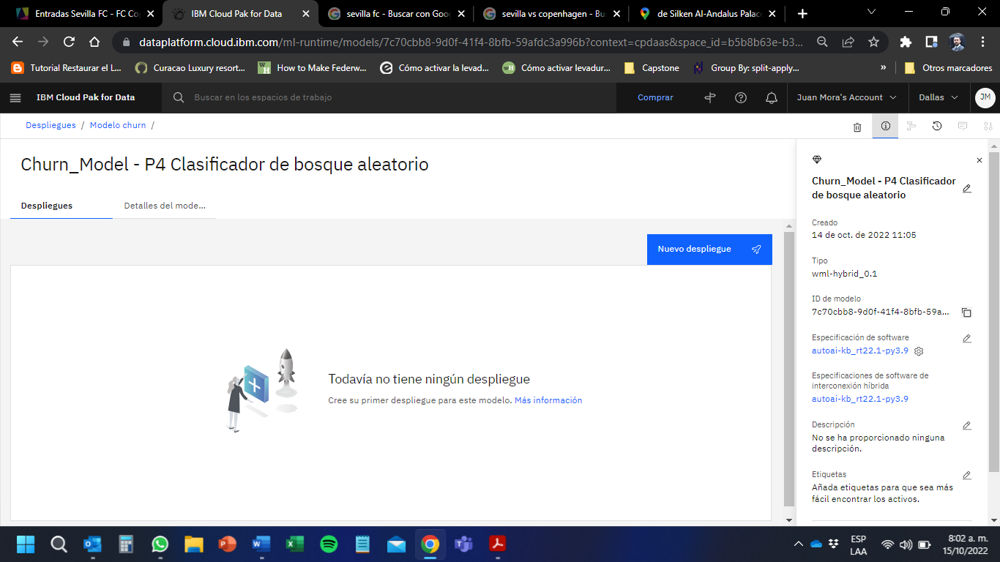 Entradas Sevilla FC - FC Co
IBM Cloud Pak for Data
sevilla fc - Buscar con Goo
sevilla vs copenhagen - Bu
de Silken Al-Andalus Palac
dataplatform.cloud.ibm.com/ml-runtime/models/7c70cbb8-9d0f-41f4-8bfb-59afdc3a996b?context=cpdaas&space_id=b5b8b63e-b3...
Tutorial Restaurar el L...
Curacao Luxury resort...
How to Make Federw...
Cómo activar la levad...
Cómo activar levadur...
Capstone
Group By: split-apply...
»
Otros marcadores
IBM Cloud Pak for Data
Buscar en los espacios de trabajo
Comprar
Juan Mora's Account
Dallas
JM
Despliegues / Modelo churn /
Churn_Model - P4 Clasificador de bosque aleatorio
Despliegues
Detalles del mode...
Nuevo despliegue
Todavía no tiene ningún despliegue
Cree su primer despliegue para este modelo. Más información
Churn_Model - P4 Clasificador
de bosque aleatorio
Creado
14 de oct. de 2022 11:05
Tipo
wml-hybrid_0.1
ID de modelo
7c70cbb8-9d0f-41f4-8bfb-59a...
Especificación de software
autoai-kb_rt22.1-py3.9
Especificaciones de software de
interconexión híbrida
autoai-kb_rt22.1-py3.9
Descripción
No se ha proporcionado ninguna
descripción.
Etiquetas
Añada etiquetas para que sea más
fácil encontrar los activos.
ESP
LAA
8:02 a. m.
15/10/2022